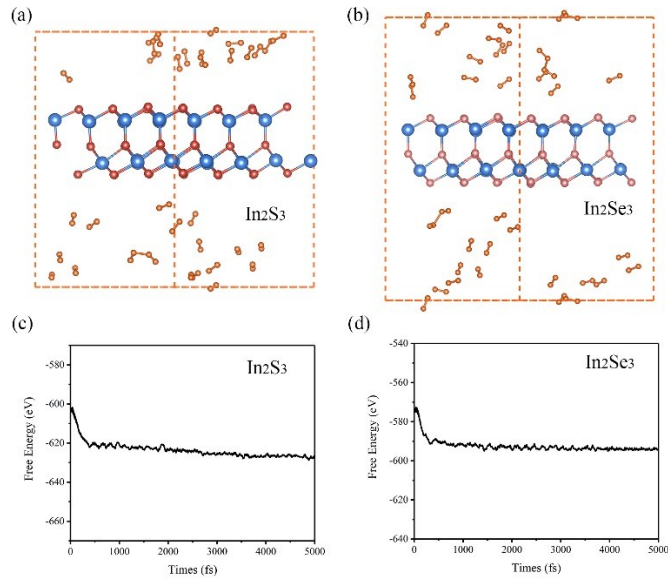 (a)
(b)
In2S3
In2Se3
(c)
(d)
In2S3
-580
-600
-620
-640
-660
Free Energy (eV)
0
1000
2000
3000
4000
5000
Times (fs)
In2Se3
-540
-560
-580
-600
-620
-640
Free Energy (eV)
0
1000
2000
3000
4000
5000
Times (fs)